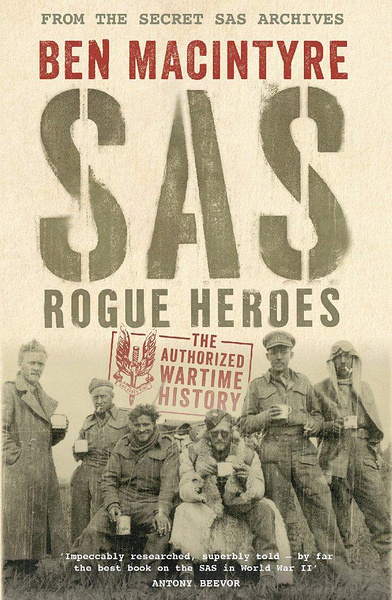 FROM THE SECRET SAS ARCHIVES
BEN MACINTYRE
SAS
ROGUE HEROES
THE
AUTHORIZED
WARTIME
HISTORY
'Impeccably researched, superbly told – by far
the best book on the SAS in World War II'
ANTONY BEEVOR